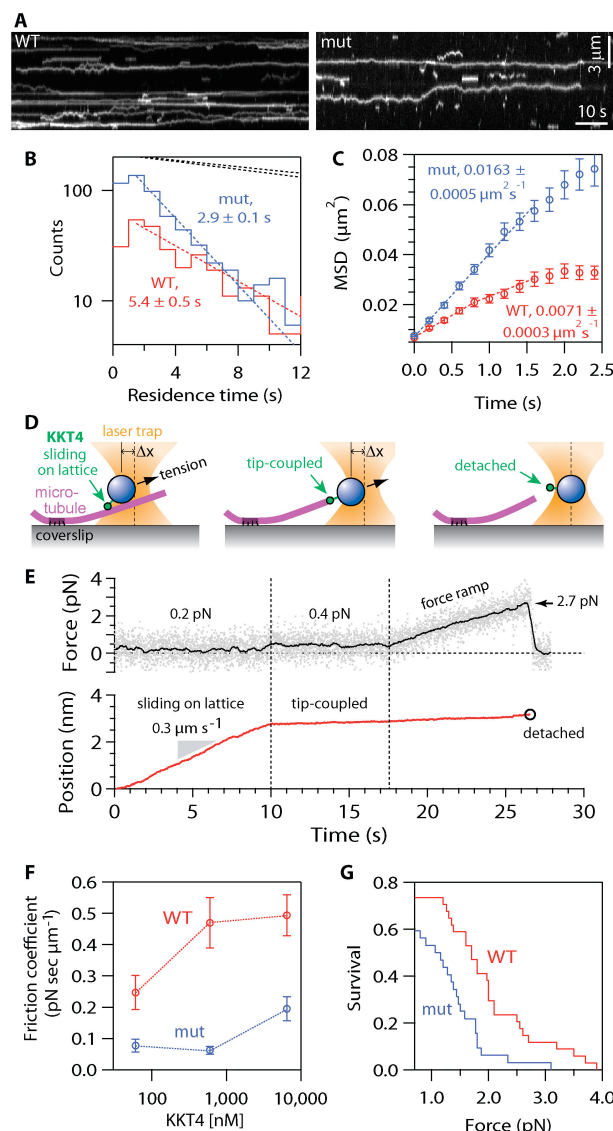 A
WT
mut
3 µm
10 s
B
100
10
Counts
mut,
2.9 ± 0.1 s
WT,
5.4 ± 0.5 s
0
4
8
12
Residence time (s)
C
0.08
0.06
0.04
0.02
MSD (µm²)
mut, 0.0163 ±
0.0005 µm² s⁻¹
WT, 0.0071 ±
0.0003 µm² s⁻¹
0.0
0.5
1.0
1.5
2.0
2.5
Time (s)
D
KKT4
sliding
on lattice
laser trap
Δx
tension
micro-
tubule
coverslip
tip-coupled
Δx
detached
E
4
2
0
Force (pN)
0.2 pN
0.4 pN
force ramp
2.7 pN
4
2
0
Position (nm)
sliding on lattice
0.3 µm s⁻¹
tip-coupled
detached
0
5
10
15
20
25
30
Time (s)
F
0.6
0.5
0.4
0.3
0.2
0.1
0.0
Friction coefficient
(pN sec µm⁻¹)
WT
mut
100
1,000
10,000
KKT4 [nM]
G
0.8
0.4
0.0
Survival
WT
mut
1.0
2.0
3.0
4.0
Force (pN)